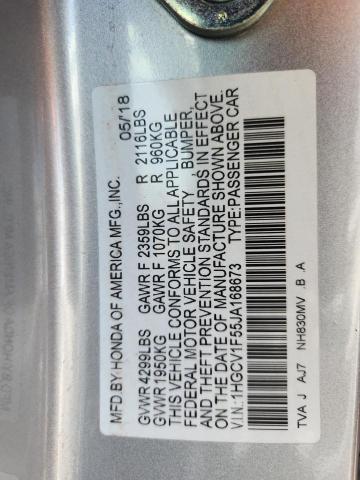 MFD.BY HONDA OF AMERICA MFG.,INC. 05/'18
GVWR 4299LBS GAWR F 2359LBS R 2116LBS
GVWR 1950KG GAWR F 1070KG R 960KG
THIS VEHICLE CONFORMS TO ALL APPLICABLE
FEDERAL MOTOR VEHICLE SAFETY , BUMPER,
AND THEFT PREVENTION STANDARDS IN EFFECT
ON THE DATE OF MANUFACTURE SHOWN ABOVE.
V.I.N.:1HGCV1F55JA168673 TYPE:PASSENGER CAR
TVA J AJ7 NH830MV .B .A